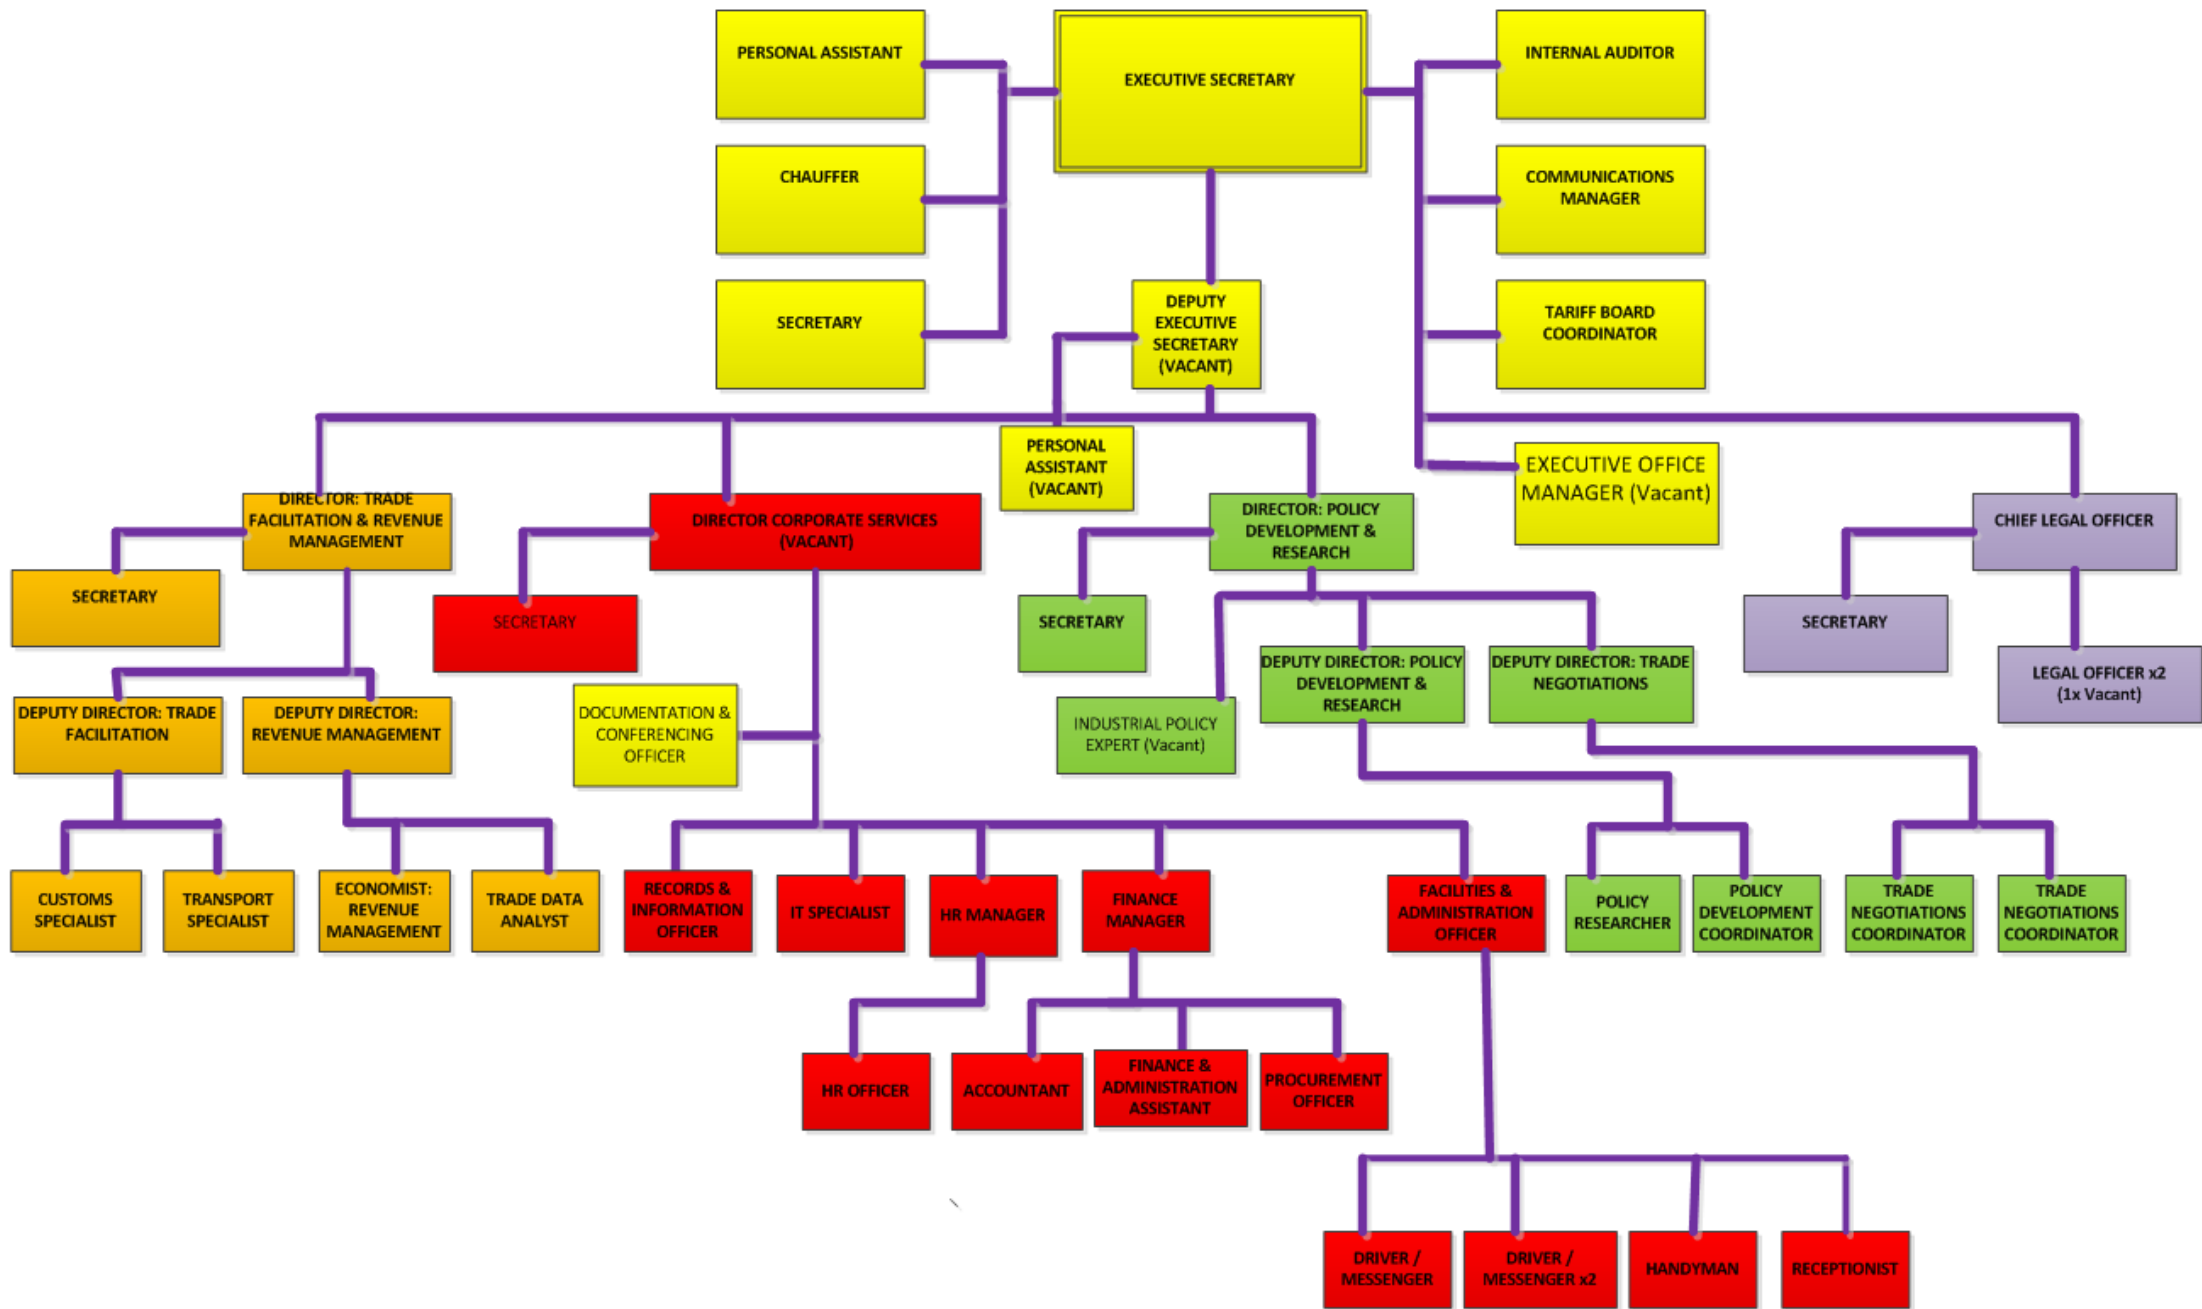 PERSONAL ASSISTANT
EXECUTIVE SECRETARY
INTERNAL AUDITOR
CHAUFFER
COMMUNICATIONS
MANAGER
SECRETARY
DEPUTY
EXECUTIVE
SECRETARY
(VACANT)
TARIFF BOARD
COORDINATOR
PERSONAL
ASSISTANT
(VACANT)
EXECUTIVE OFFICE
MANAGER (Vacant)
DIRECTOR: TRADE
FACILITATION & REVENUE
MANAGEMENT
DIRECTOR CORPORATE SERVICES
(VACANT)
DIRECTOR: POLICY
DEVELOPMENT &
RESEARCH
CHIEF LEGAL OFFICER
SECRETARY
SECRETARY
SECRETARY
SECRETARY
DEPUTY DIRECTOR: POLICY
DEVELOPMENT &
RESEARCH
DEPUTY DIRECTOR: TRADE
NEGOTIATIONS
LEGAL OFFICER x2
(1x Vacant)
DEPUTY DIRECTOR: TRADE
FACILITATION
DEPUTY DIRECTOR:
REVENUE MANAGEMENT
DOCUMENTATION &
CONFERENCING
OFFICER
INDUSTRIAL POLICY
EXPERT (Vacant)
CUSTOMS
SPECIALIST
TRANSPORT
SPECIALIST
ECONOMIST:
REVENUE
MANAGEMENT
TRADE DATA
ANALYST
RECORDS &
INFORMATION
OFFICER
IT SPECIALIST
HR MANAGER
FINANCE
MANAGER
FACILITIES &
ADMINISTRATION
OFFICER
POLICY
RESEARCHER
POLICY
DEVELOPMENT
COORDINATOR
TRADE
NEGOTIATIONS
COORDINATOR
TRADE
NEGOTIATIONS
COORDINATOR
HR OFFICER
ACCOUNTANT
FINANCE &
ADMINISTRATION
ASSISTANT
PROCUREMENT
OFFICER
DRIVER /
MESSENGER
DRIVER /
MESSENGER x2
HANDYMAN
RECEPTIONIST